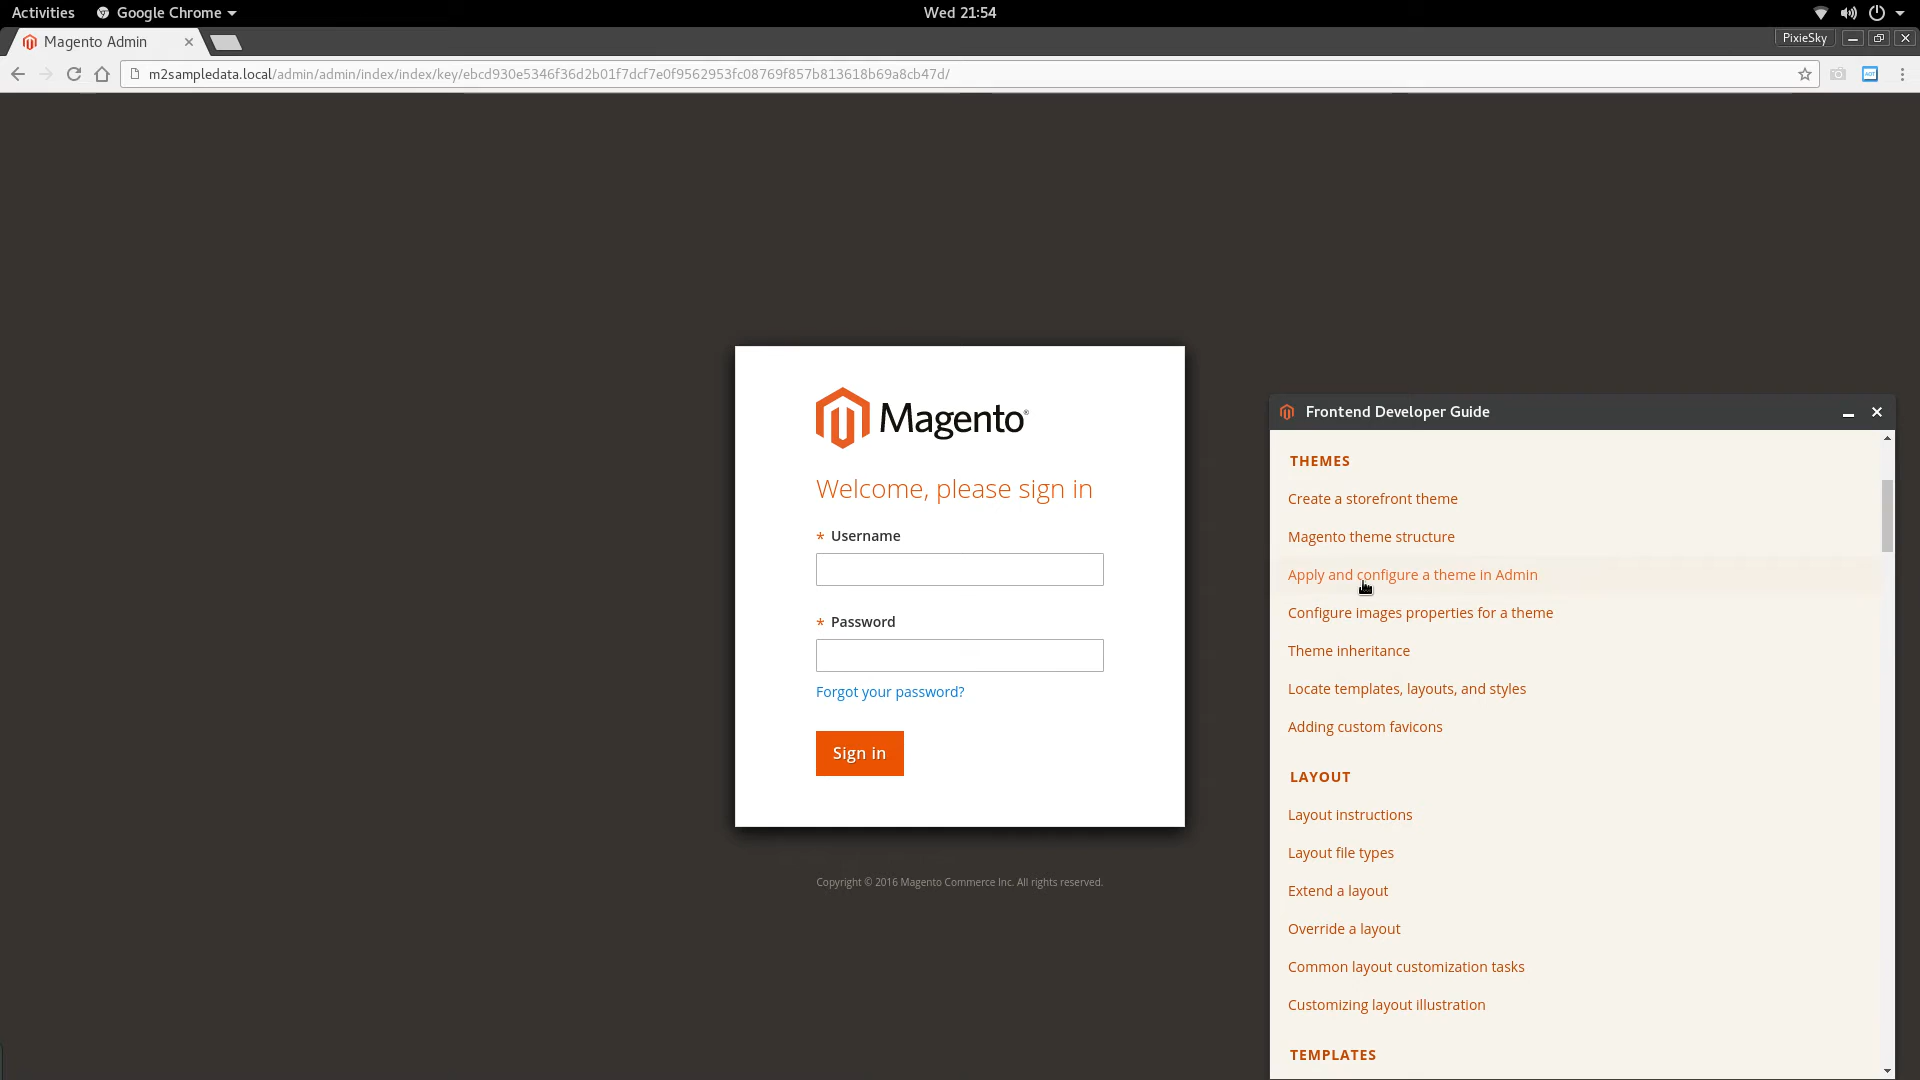 Activities
Google Chrome
Wed 21:54
Magento Admin
PixieSky
m2sampledata.local/admin/admin/index/index/key/ebcd930e5346f36d2b01f7dcf7e0f9562953fc08769f857b813618b69a8cb47d/
Magento®
Welcome, please sign in
* Username
* Password
Forgot your password?
Sign in
Copyright © 2016 Magento Commerce Inc. All rights reserved.
Frontend Developer Guide
THEMES
Create a storefront theme
Magento theme structure
Apply and configure a theme in Admin
Configure images properties for a theme
Theme inheritance
Locate templates, layouts, and styles
Adding custom favicons
LAYOUT
Layout instructions
Layout file types
Extend a layout
Override a layout
Common layout customization tasks
Customizing layout illustration
TEMPLATES